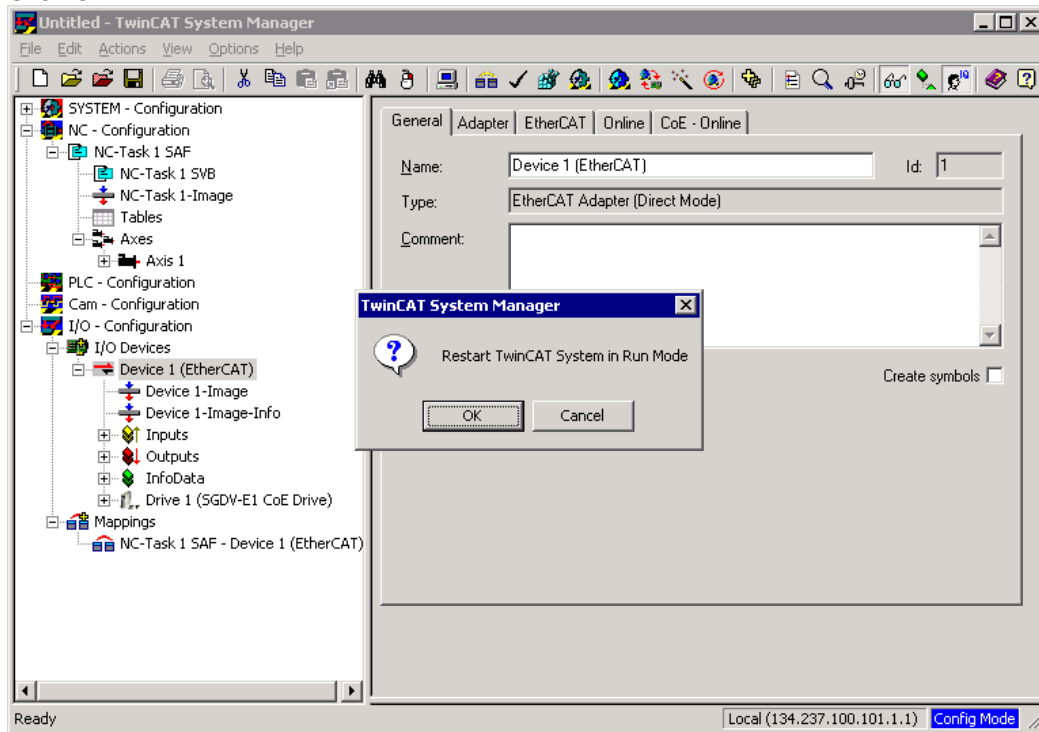 Untitled - TwinCAT System Manager
File Edit Actions View Options Help
SYSTEM - Configuration
NC - Configuration
NC-Task 1 SAF
NC-Task 1 SVB
NC-Task 1-Image
Tables
Axes
Axis 1
PLC - Configuration
Cam - Configuration
I/O - Configuration
I/O Devices
Device 1 (EtherCAT)
Device 1-Image
Device 1-Image-Info
Inputs
Outputs
InfoData
Drive 1 (SGDV-E1 CoE Drive)
Mappings
NC-Task 1 SAF - Device 1 (EtherCAT)
General Adapter EtherCAT Online CoE - Online
Name: Device 1 (EtherCAT) Id: 1
Type: EtherCAT Adapter (Direct Mode)
Comment:
Create symbols
TwinCAT System Manager
Restart TwinCAT System in Run Mode
OK Cancel
Ready Local (134.237.100.101.1.1) Config Mode